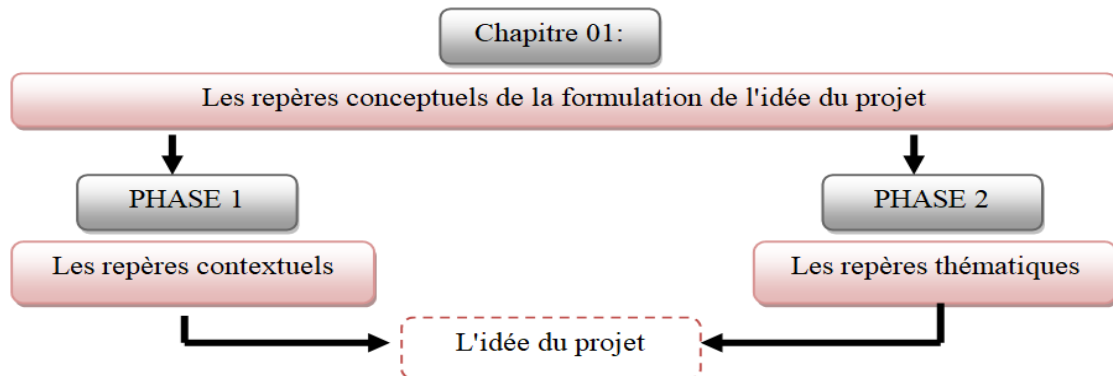 Chapitre 01:
Les repères conceptuels de la formulation de l'idée du projet
PHASE 1
PHASE 2
Les repères contextuels
Les repères thématiques
L'idée du projet